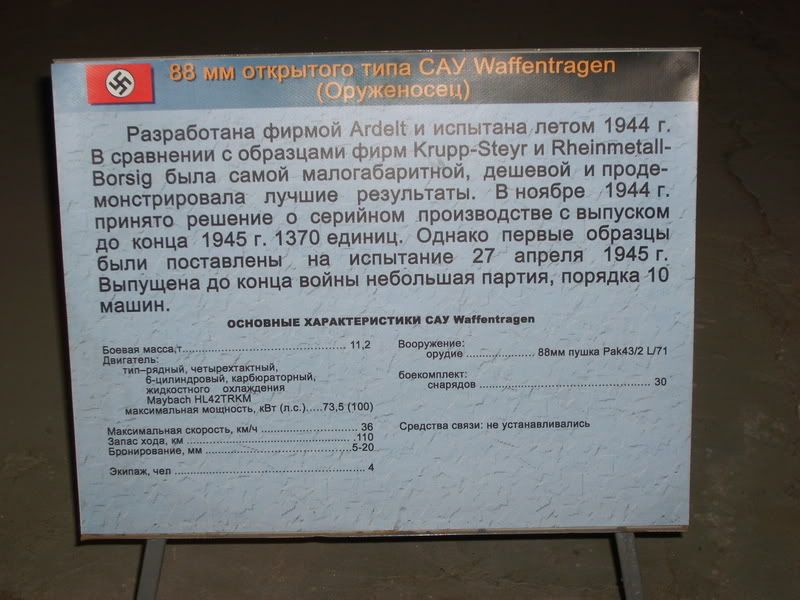 88 мм открытого типа САУ Waffentragen
(Оруженосец)
Разработана фирмой Ardelt и испытана летом 1944 г.
В сравнении с образцами фирм Krupp-Steyr и Rheinmetall-
Borsig была самой малогабаритной, дешевой и проде-
монстрировала лучшие результаты. В ноябре 1944 г.
принято решение о серийном производстве с выпуском
до конца 1945 г. 1370 единиц. Однако первые образцы
были поставлены на испытание 27 апреля 1945 г.
Выпущена до конца войны небольшая партия, порядка 10
машин.
ОСНОВНЫЕ ХАРАКТЕРИСТИКИ САУ Waffentragen
Боевая масса,т.................................................. 11,2
Двигатель:
тип–рядный, четырехтактный,
6-цилиндровый, карбюраторный,
жидкостного охлаждения
Maybach HL42TRKM
максимальная мощность, кВт (л.с.).....73,5 (100)
Максимальная скорость, км/ч ............................. 36
Запас хода, км ..................................................110
Бронирование, мм ............................................5-20
Экипаж, чел ...................................................... 4
Вооружение:
орудие .................... 88мм пушка Pak43/2 L/71
боекомплект:
снарядов .................................................... 30
Средства связи: не устанавливались